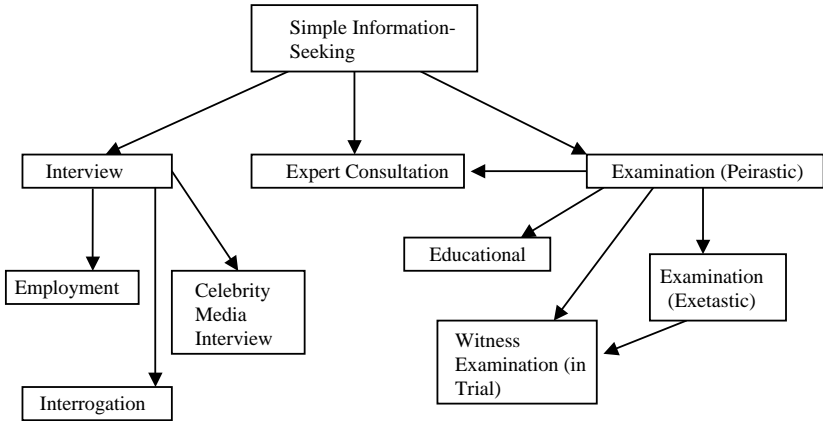 Simple Information-
Seeking
Interview
Expert Consultation
Examination (Peirastic)
Educational
Employment
Celebrity
Media
Interview
Examination
(Exetastic)
Witness
Examination (in
Trial)
Interrogation